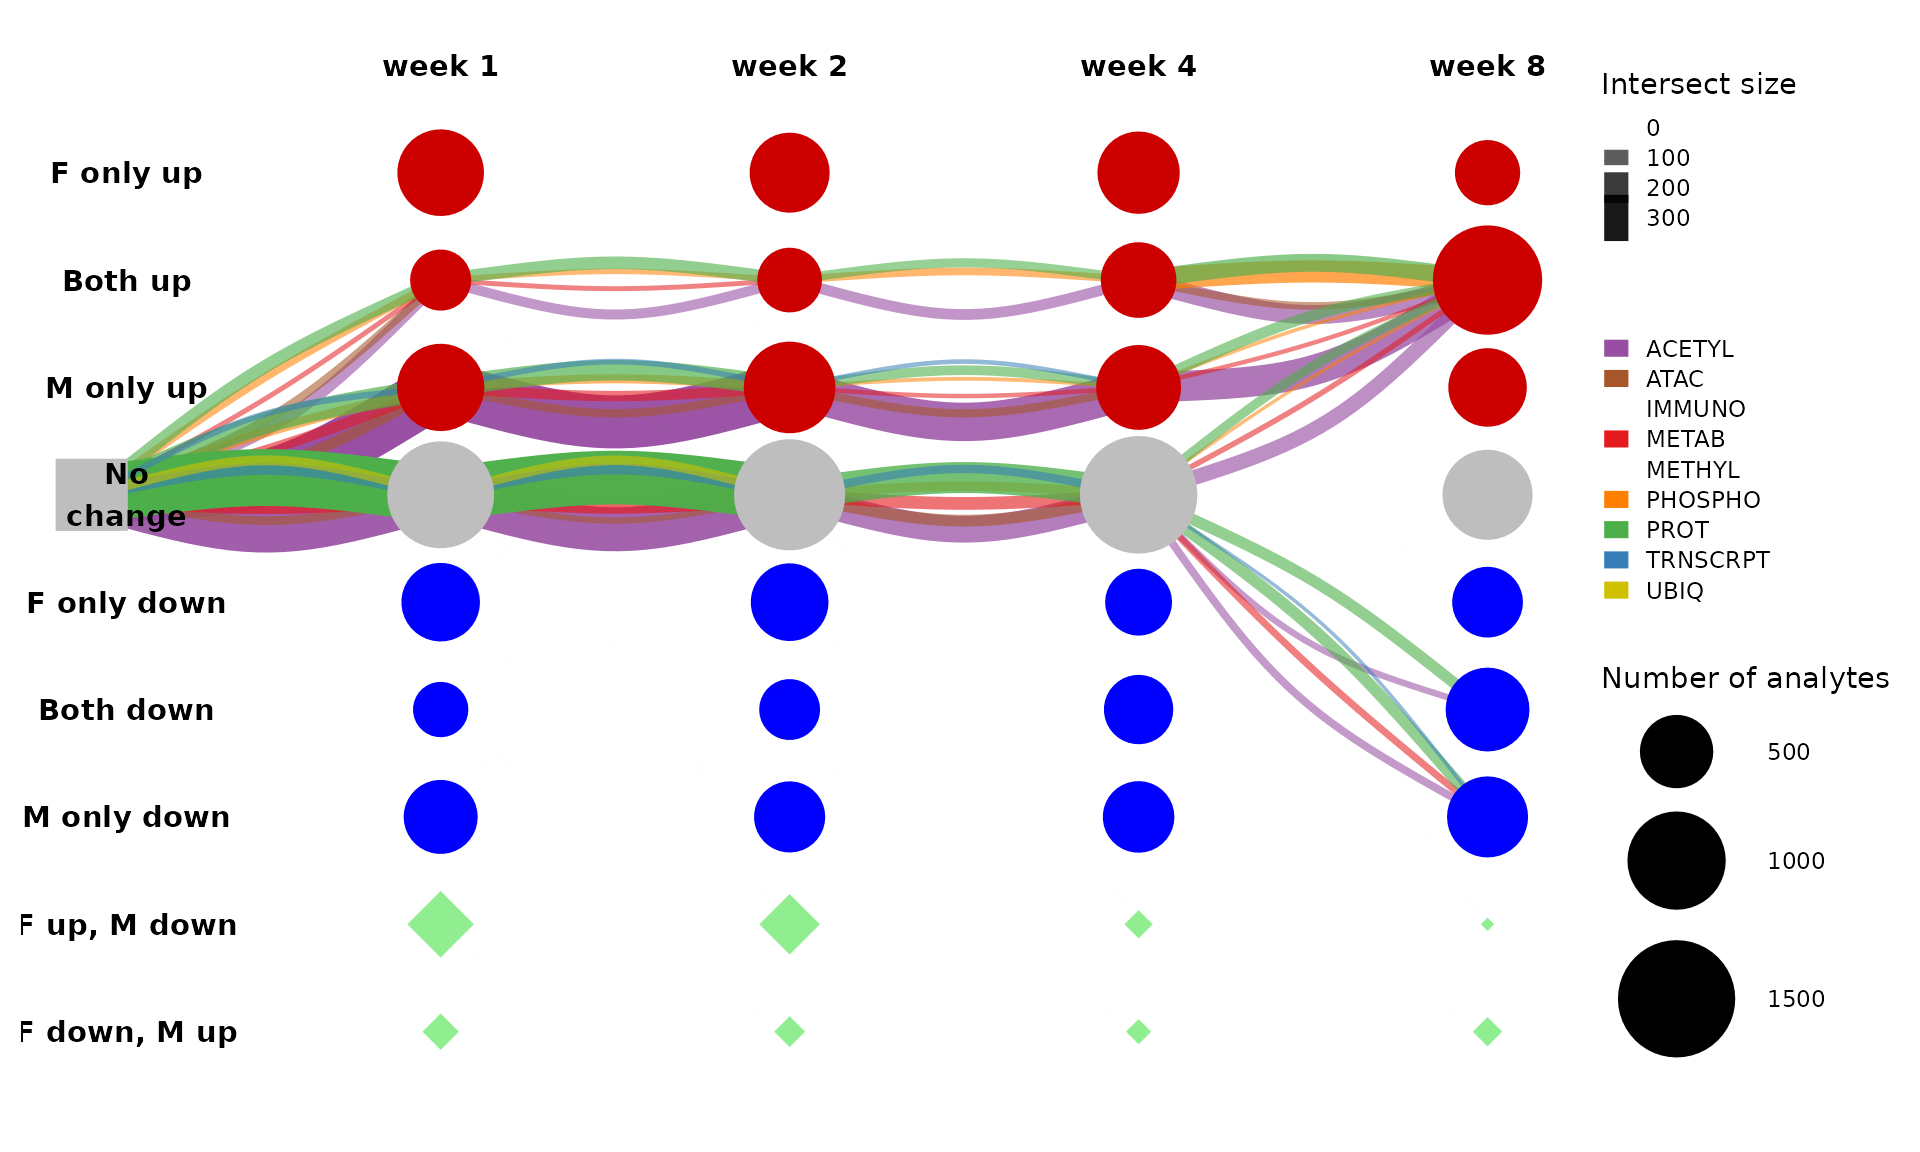 week 1
week 2
week 4
week 8
F only up
Both up
M only up
No
change
F only down
Both down
M only down
F up, M down
F down, M up
Intersect size
0
100
200
300
ACETYL
ATAC
IMMUNO
METAB
METHYL
PHOSPHO
PROT
TRNSCRPT
UBIQ
Number of analytes
500
1000
1500